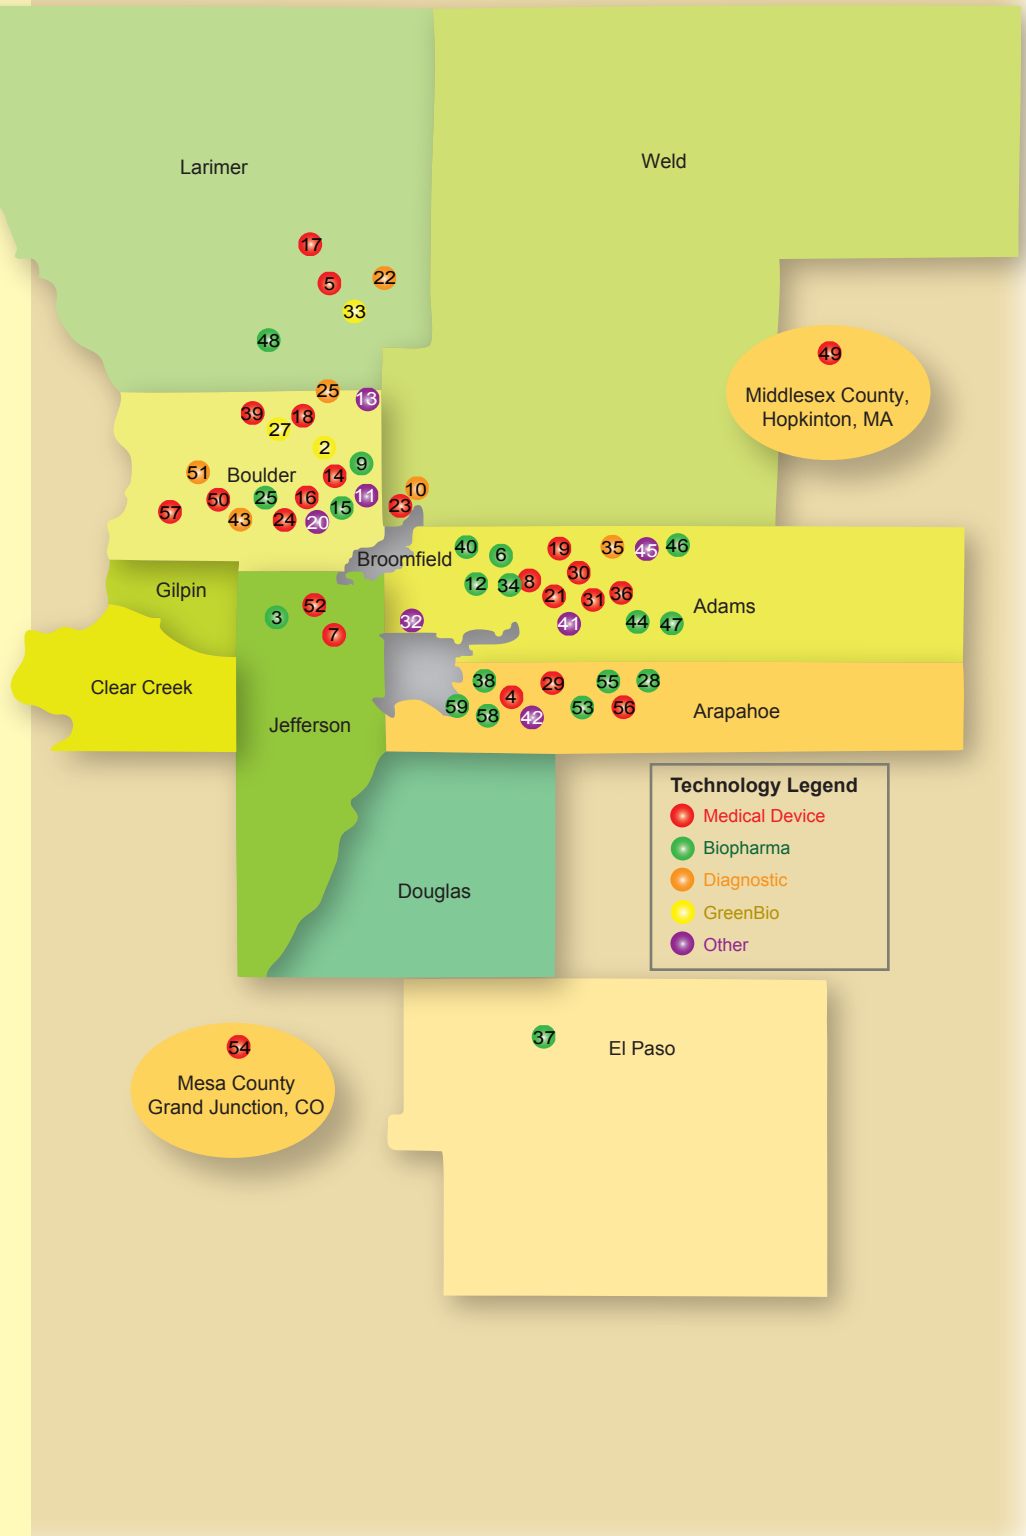 Larimer
Weld
17
5
22
33
48
49
Middlesex County,
Hopkinton, MA
25
13
39
18
27
2
9
51
Boulder
14
50
25
16
11
10
57
43
24
20
15
23
Broomfield
40
6
19
35
45
46
30
12
34
8
21
31
36
Adams
32
41
44
47
Gilpin
3
52
7
Clear Creek
Jefferson
38
29
55
28
4
59
58
42
53
56
Arapahoe
Technology Legend
Medical Device
Biopharma
Diagnostic
GreenBio
Other
Douglas
37
El Paso
54
Mesa County
Grand Junction, CO